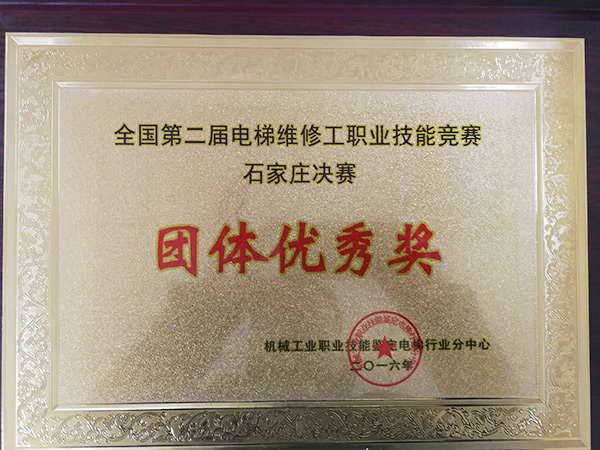 全国第二届电梯维修工职业技能竞赛
石家庄决赛
团体优秀奖
机械工业职业技能鉴定电梯行业分中心
二〇一六年